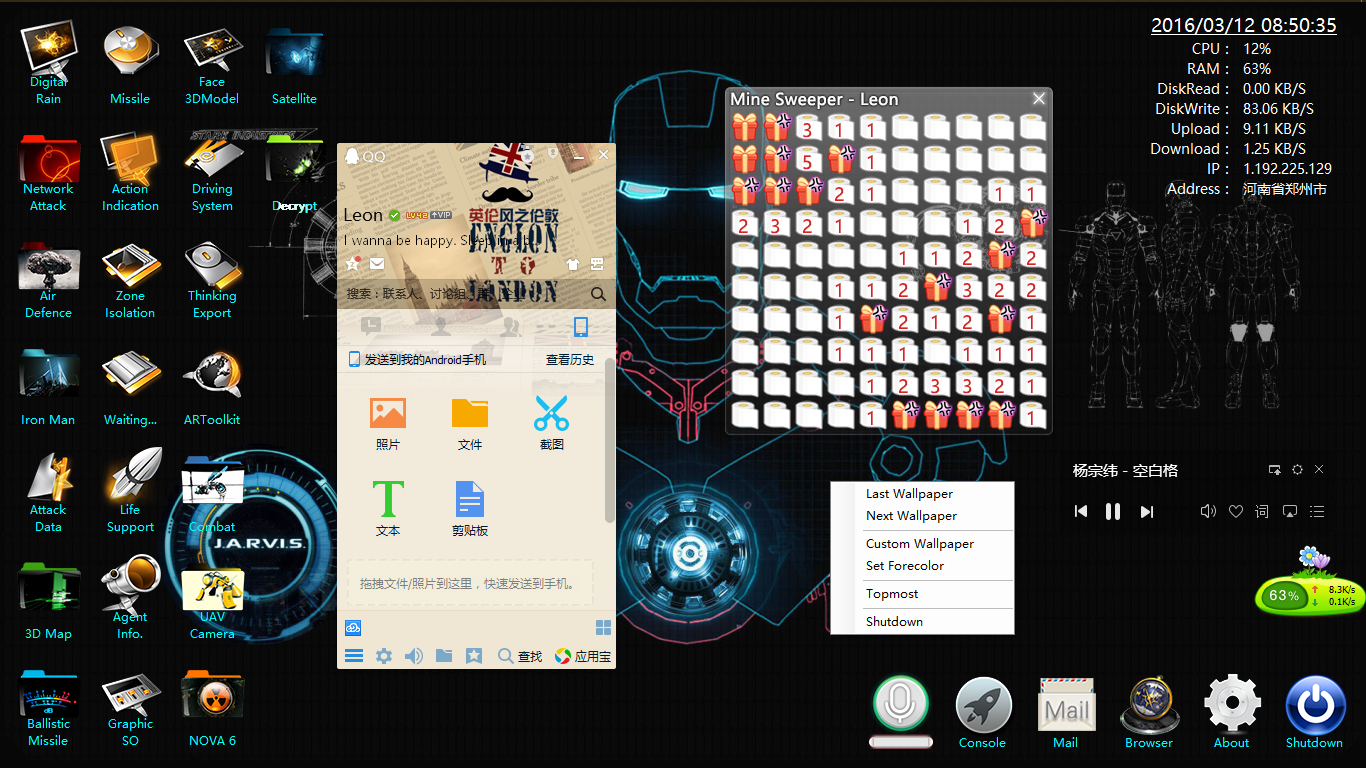 2016/03/12 08:50:35
CPU : 12%
RAM : 63%
DiskRead : 0.00 KB/S
DiskWrite : 83.06 KB/S
Upload : 9.11 KB/S
Download : 1.25 KB/S
IP : 1.192.225.129
Address : 河南省郑州市
Digital
Rain
Missile
Face
3DModel
Satellite
Network
Attack
Action
Indication
STARK INDUSTRIES
Driving
System
Decrypt
Air
Defence
Zone
Isolation
Thinking
Export
Iron Man
Waiting...
ARToolkit
Attack
Data
Life
Support
Combat
J.A.R.V.I.S.
3D Map
Agent
Info.
UAV
Camera
Ballistic
Missile
Graphic
SO
NOVA 6
QQ
Leon
LV42 VIP
I wanna be happy.
英伦风之伦敦
ENGLON
TO
LONDON
搜索：联系人、讨论组、群、企业
发送到我的Android手机 查看历史
照片 文件 截图
文本 剪贴板
拖拽文件/照片到这里，快速发送到手机。
查找 应用宝
Mine Sweeper - Leon
3 1 1
5 1
2 1 1 1
2 3 2 1 1 2
1 1 2 2
1 1 2 3 2
1 2 1 2 1
1 1 1 1 1 1
1 2 3 3 2 1
1 1
杨宗纬 - 空白格
词
Last Wallpaper
Next Wallpaper
Custom Wallpaper
Set Forecolor
Topmost
Shutdown
63%
8.3K/s
0.1K/s
Mail
Console
Mail
Browser
About
Shutdown